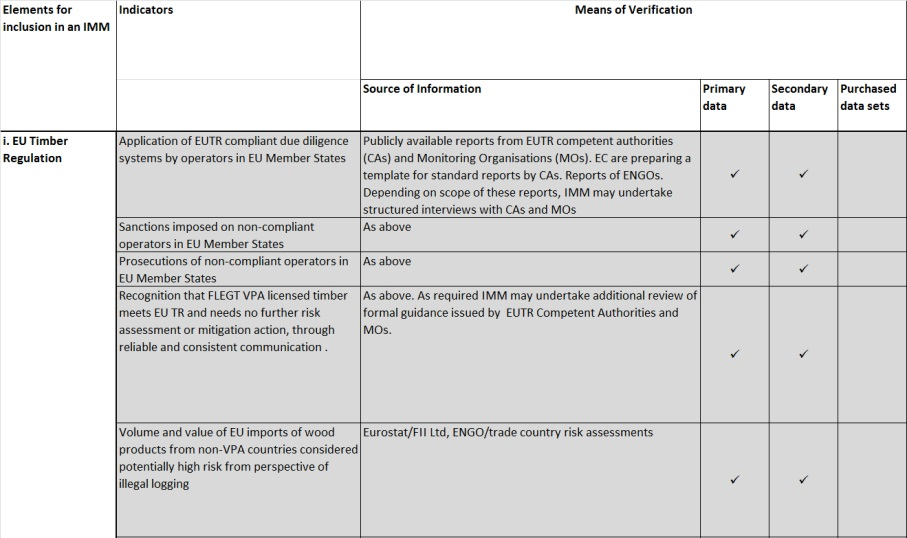 Elements for
inclusion in an IMM
Indicators
Means of Verification
Source of Information
Primary
data
Secondary
data
Purchased
data sets
i. EU Timber
Regulation
Application of EUTR compliant due diligence
systems by operators in EU Member States
Publicly available reports from EUTR competent authorities
(CAs) and Monitoring Organisations (MOs). EC are preparing a
template for standard reports by CAs. Reports of ENGOs.
Depending on scope of these reports, IMM may undertake
structured interviews with CAs and MOs
✓
✓
Sanctions imposed on non-compliant
operators in EU Member States
As above
✓
✓
Prosecutions of non-compliant operators in
EU Member States
As above
✓
✓
Recognition that FLEGT VPA licensed timber
meets EU TR and needs no further risk
assessment or mitigation action, through
reliable and consistent communication .
As above. As required IMM may undertake additional review of
formal guidance issued by  EUTR Competent Authorities and
MOs.
✓
✓
Volume and value of EU imports of wood
products from non-VPA countries considered
potentially high risk from perspective of
illegal logging
Eurostat/FII Ltd, ENGO/trade country risk assessments
✓
✓